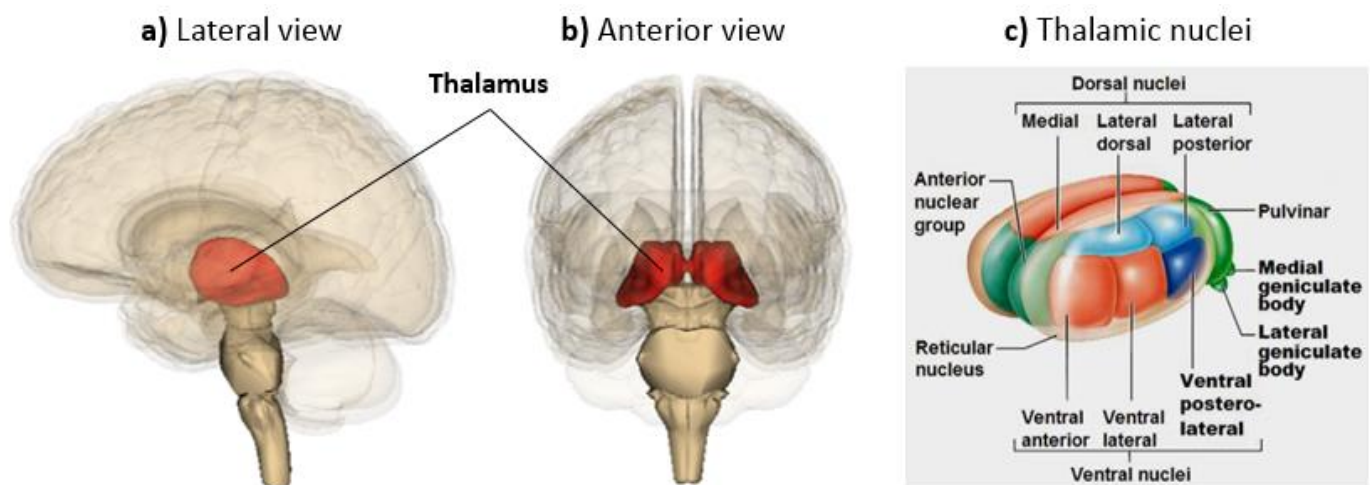 a) Lateral view
b) Anterior view
c) Thalamic nuclei
Thalamus
Dorsal nuclei
Medial
Lateral
dorsal
Lateral
posterior
Anterior
nuclear
group
Pulvinar
Medial
geniculate
body
Lateral
geniculate
body
Reticular
nucleus
Ventral
postero-
lateral
Ventral
anterior
Ventral
lateral
Ventral nuclei